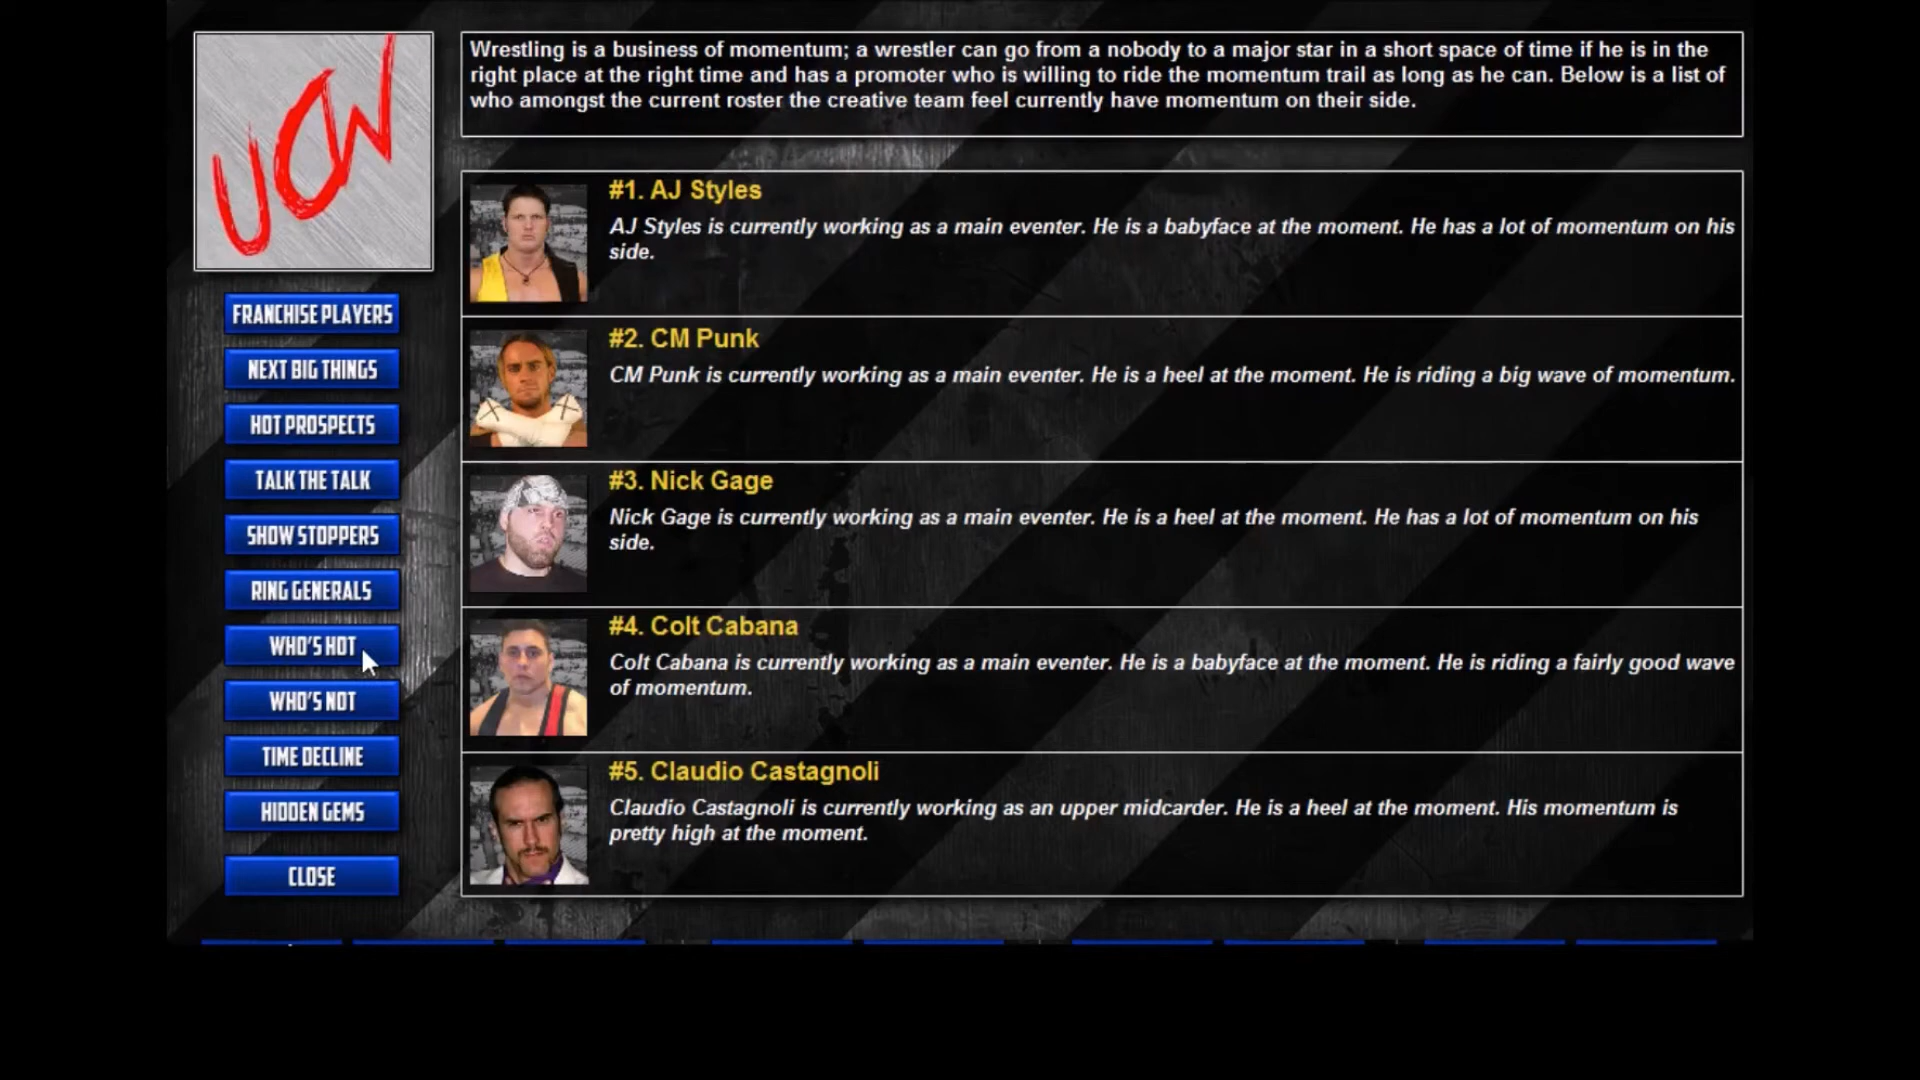 UCW
Wrestling is a business of momentum; a wrestler can go from a nobody to a major star in a short space of time if he is in the
right place at the right time and has a promoter who is willing to ride the momentum trail as long as he can. Below is a list of
who amongst the current roster the creative team feel currently have momentum on their side.
FRANCHISE PLAYERS
NEXT BIG THINGS
HOT PROSPECTS
TALK THE TALK
SHOW STOPPERS
RING GENERALS
WHO'S HOT
WHO'S NOT
TIME DECLINE
HIDDEN GEMS
CLOSE
#1. AJ Styles
AJ Styles is currently working as a main eventer. He is a babyface at the moment. He has a lot of momentum on his
side.
#2. CM Punk
CM Punk is currently working as a main eventer. He is a heel at the moment. He is riding a big wave of momentum.
#3. Nick Gage
Nick Gage is currently working as a main eventer. He is a heel at the moment. He has a lot of momentum on his
side.
#4. Colt Cabana
Colt Cabana is currently working as a main eventer. He is a babyface at the moment. He is riding a fairly good wave
of momentum.
#5. Claudio Castagnoli
Claudio Castagnoli is currently working as an upper midcarder. He is a heel at the moment. His momentum is
pretty high at the moment.